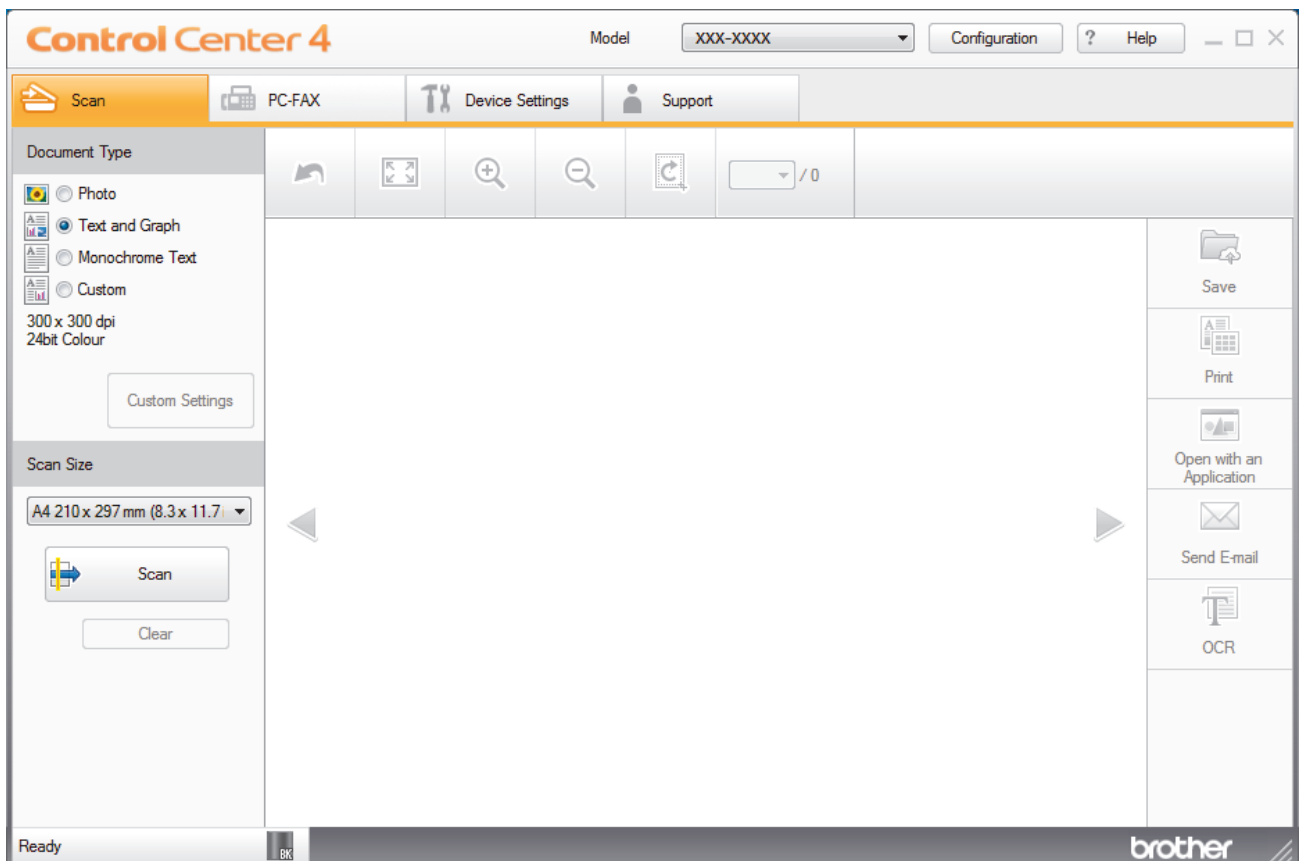 Control Center 4
Model
XXX-XXXX
Configuration
? Help
Scan
PC-FAX
Device Settings
Support
Document Type
Photo
Text and Graph
Monochrome Text
Custom
300 x 300 dpi
24bit Colour
Custom Settings
Scan Size
A4 210 x 297 mm (8.3 x 11.7
Scan
Clear
/ 0
Save
Print
Open with an
Application
Send E-mail
OCR
Ready
BK
brother